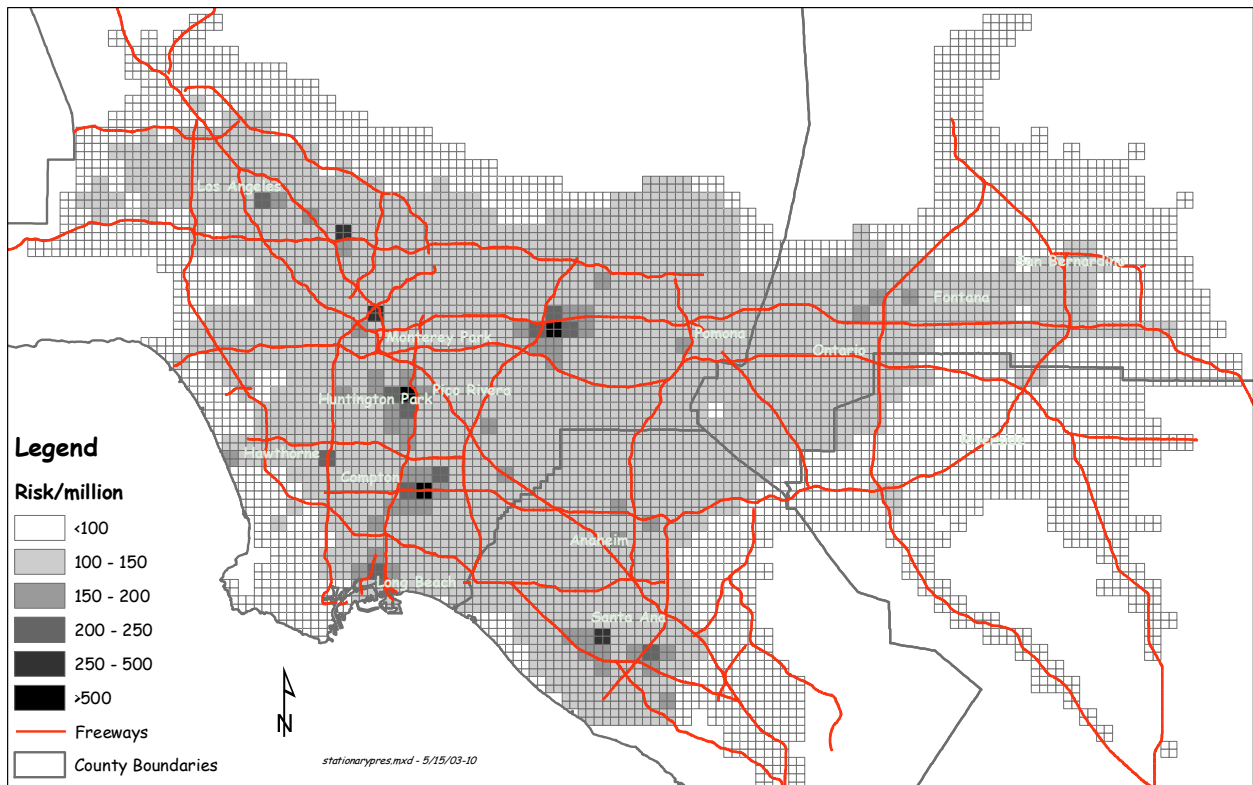 Los Angeles
San Bernardino
Fontana
Monterey Park
Pomona
Ontario
Huntington Park
Pico Rivera
Hawthorne
Riverside
Compton
Anaheim
Long Beach
Santa Ana
Legend
Risk/million
<100
100 - 150
150 - 200
200 - 250
250 - 500
>500
Freeways
County Boundaries
N
stationarypres.mxd - 5/15/03-10